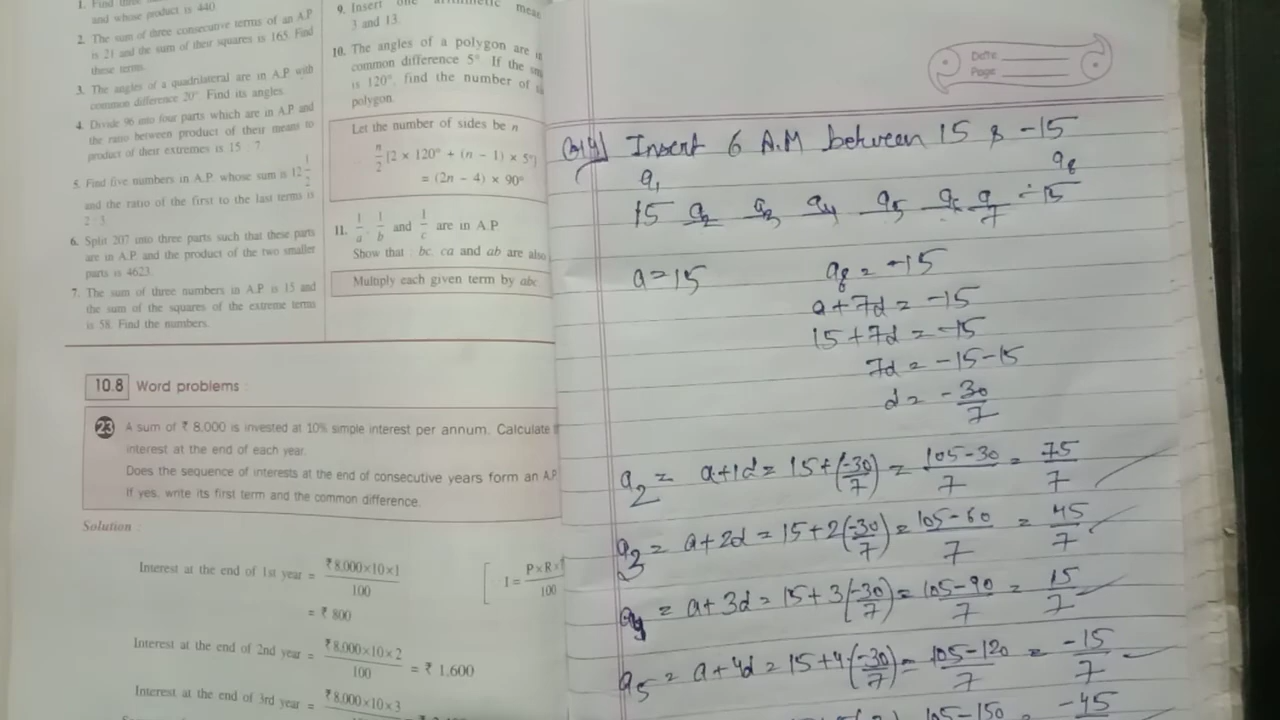 1. Find
and whose product is 440.
2. The sum of three consecutive terms of an A.P.
is 21 and the sum of their squares is 165. Find
these terms.
3. The angles of a quadrilateral are in A.P. with
common difference 20°. Find its angles.
4. Divide 96 into four parts which are in A.P. and
the ratio between product of their means to
product of their extremes is 15 7
5. Find five numbers in A.P. whose sum is 12 1/2
and the ratio of the first to the last terms is
2 : 3
6. Split 207 into three parts such that these parts
are in A.P. and the product of the two smaller
parts is 4623.
7. The sum of three numbers in A.P. is 15 and
the sum of the squares of the extreme terms
is 58. Find the numbers.
9. Insert one
3 and 13.
10. The angles of a polygon are in
common difference 5°. If the
is 120°, find the number of
polygon.
Let the number of sides be n
n/2 [2 × 120° + (n − 1) × 5°]
= (2n − 4) × 90°
11. 1/a, 1/b and 1/c are in A.P.
Show that : bc, ca and ab are also
Multiply each given term by abc
10.8 Word problems
23 A sum of ₹ 8,000 is invested at 10% simple interest per annum. Calculate
interest at the end of each year.
Does the sequence of interests at the end of consecutive years form an A.P.
If yes, write its first term and the common difference.
Solution :
Interest at the end of 1st year = ₹ 8,000×10×1/100 [ I = P×R×/100
= ₹ 800
Interest at the end of 2nd year = ₹ 8,000×10×2/100 = ₹ 1,600
Interest at the end of 3rd year = ₹ 8,000×10×3
Date
Page
Insert 6 A.M between 15 & -15
a1 a8
15 a2 a3 a4 a5 a6 a7 -15
a = 15 a8 = -15
a + 7d = -15
15 + 7d = -15
7d = -15-15
d = -30/7
a2 = a+1d = 15+(-30/7) = 105-30/7 = 75/7
a3 = a+2d = 15+2(-30/7) = 105-60/7 = 45/7
a4 = a+3d = 15+3(-30/7) = 105-90/7 = 15/7
a5 = a+4d = 15+4(-30/7) = 105-120/7 = -15/7
105-150 -45